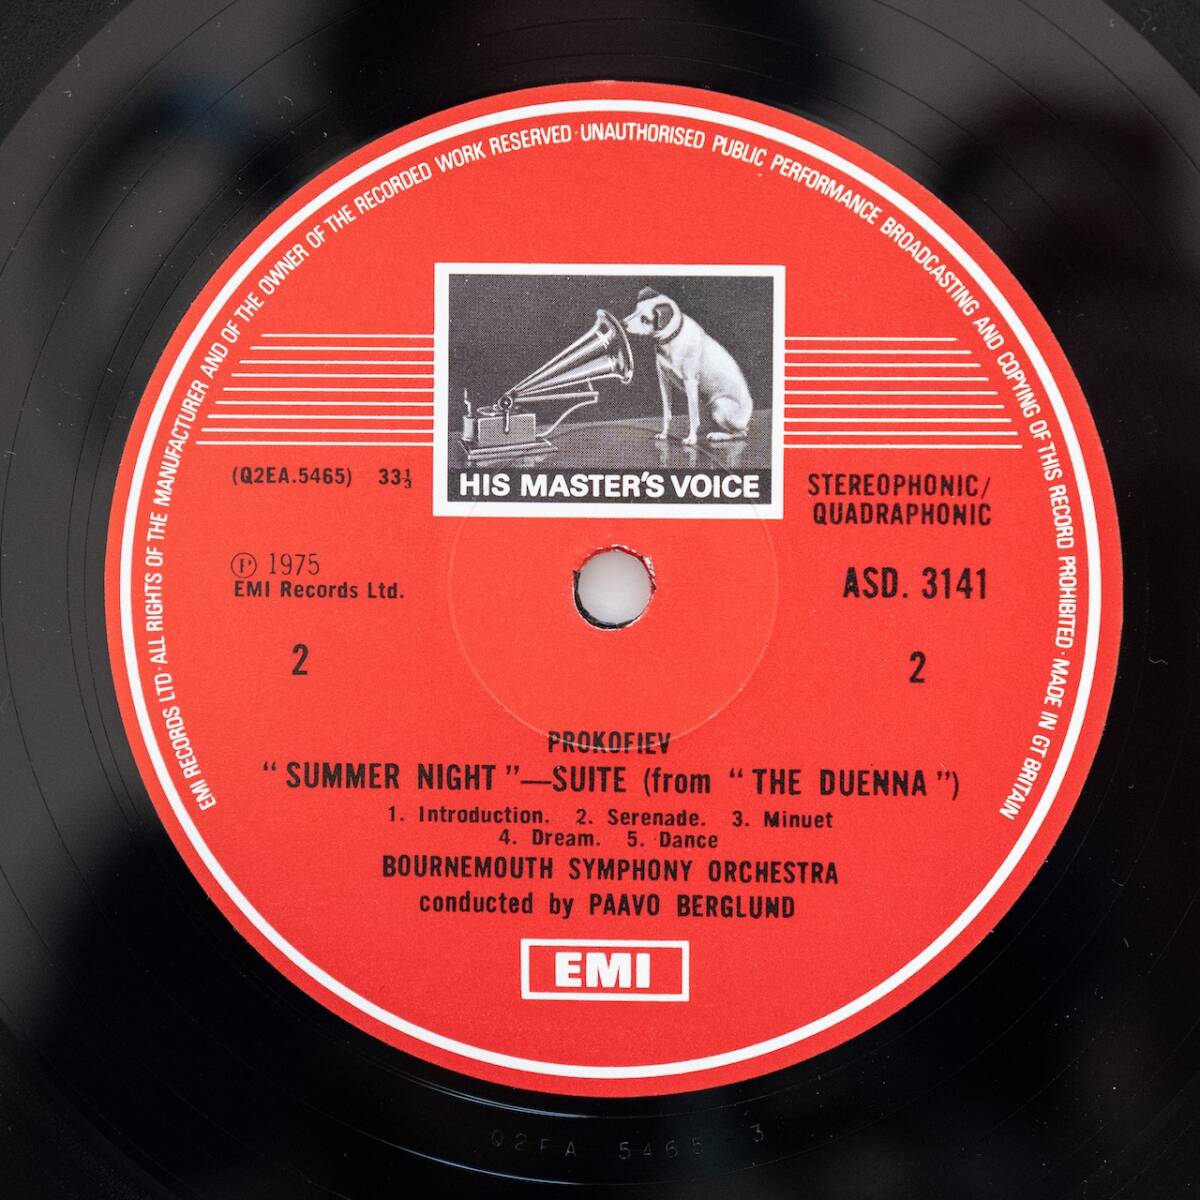 EMI RECORDS LTD· ALL RIGHTS OF THE MANUFACTURER AND OF THE OWNER OF THE RECORDED WORK RESERVED · UNAUTHORISED PUBLIC PERFORMANCE BROADCASTING AND COPYING OF THIS RECORD PROHIBITED · MADE IN GT BRITAIN
HIS MASTER'S VOICE
(Q2EA.5465) 33⅓
STEREOPHONIC/
QUADRAPHONIC
Ⓟ 1975
EMI Records Ltd.
ASD. 3141
2
2
PROKOFIEV
“ SUMMER NIGHT ”—SUITE (from “ THE DUENNA ”)
1. Introduction. 2. Serenade. 3. Minuet
4. Dream. 5. Dance
BOURNEMOUTH SYMPHONY ORCHESTRA
conducted by PAAVO BERGLUND
EMI
Q2EA 5465 3